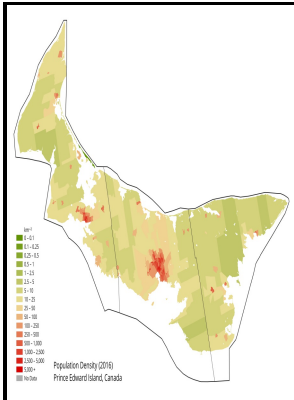 km⁻²
0 – 0.1
0.1 – 0.25
0.25 – 0.5
0.5 – 1
1 – 2.5
2.5 – 5
5 – 10
10 – 25
25 – 50
50 – 100
100 – 250
250 – 500
500 – 1,000
1,000 – 2,500
2,500 – 5,000
5,000 +
No Data
Population Density (2016)
Prince Edward Island, Canada